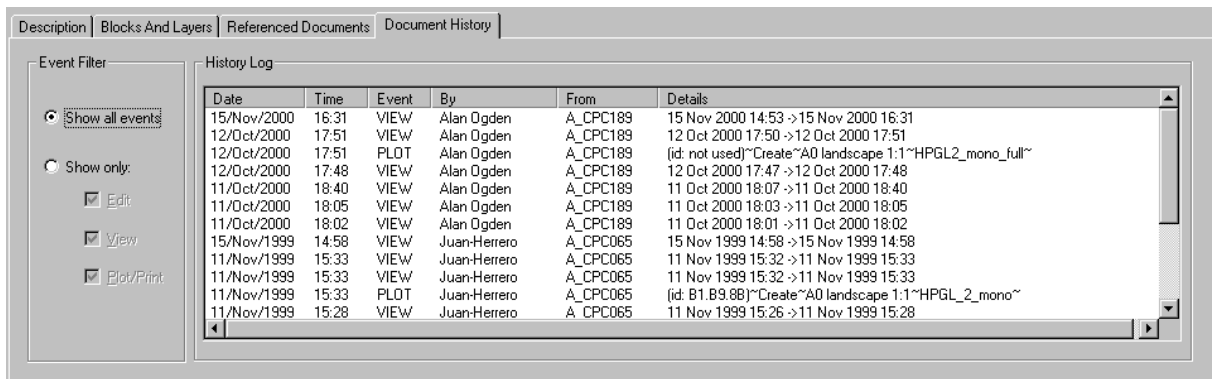 Description Blocks And Layers Referenced Documents Document History
Event Filter
Show all events
Show only:
Edit
View
Plot/Print
History Log
Date Time Event By From Details
15/Nov/2000 16:31 VIEW Alan Ogden A_CPC189 15 Nov 2000 14:53 ->15 Nov 2000 16:31
12/Oct/2000 17:51 VIEW Alan Ogden A_CPC189 12 Oct 2000 17:50 ->12 Oct 2000 17:51
12/Oct/2000 17:51 PLOT Alan Ogden A_CPC189 (id: not used)~Create~A0 landscape 1:1~HPGL2_mono_full~
12/Oct/2000 17:48 VIEW Alan Ogden A_CPC189 12 Oct 2000 17:47 ->12 Oct 2000 17:48
11/Oct/2000 18:40 VIEW Alan Ogden A_CPC189 11 Oct 2000 18:07 ->11 Oct 2000 18:40
11/Oct/2000 18:05 VIEW Alan Ogden A_CPC189 11 Oct 2000 18:03 ->11 Oct 2000 18:05
11/Oct/2000 18:02 VIEW Alan Ogden A_CPC189 11 Oct 2000 18:01 ->11 Oct 2000 18:02
15/Nov/1999 14:58 VIEW Juan-Herrero A_CPC065 15 Nov 1999 14:58 ->15 Nov 1999 14:58
11/Nov/1999 15:33 VIEW Juan-Herrero A_CPC065 11 Nov 1999 15:32 ->11 Nov 1999 15:33
11/Nov/1999 15:33 VIEW Juan-Herrero A_CPC065 11 Nov 1999 15:32 ->11 Nov 1999 15:33
11/Nov/1999 15:33 PLOT Juan-Herrero A_CPC065 (id: B1.B9.8B)~Create~A0 landscape 1:1~HPGL_2_mono~
11/Nov/1999 15:28 VIEW Juan-Herrero A_CPC065 11 Nov 1999 15:26 ->11 Nov 1999 15:28